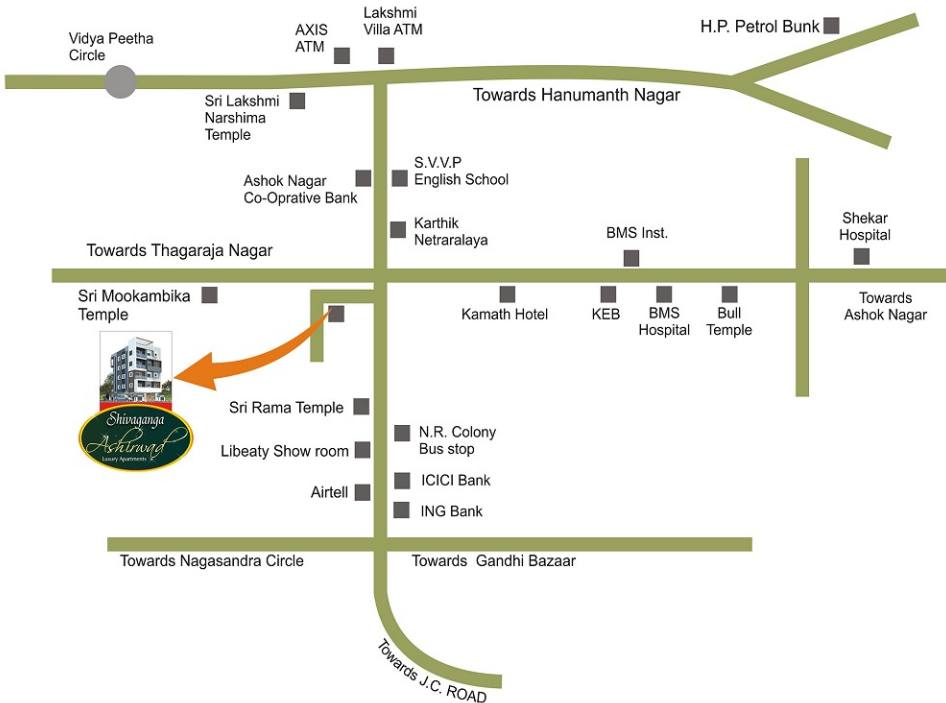 Lakshmi
Villa ATM
AXIS
ATM
H.P. Petrol Bunk
Vidya Peetha
Circle
Sri Lakshmi
Narshima
Temple
Towards Hanumanth Nagar
S.V.V.P
English School
Ashok Nagar
Co-Oprative Bank
Karthik
Netraralaya
Shekar
Hospital
BMS Inst.
Towards Thagaraja Nagar
Sri Mookambika
Temple
Kamath Hotel
KEB
BMS
Hospital
Bull
Temple
Towards
Ashok Nagar
Shivaganga
Ashirwad
Luxury Apartments
Sri Rama Temple
N.R. Colony
Bus stop
Libeaty Show room
ICICI Bank
Airtell
ING Bank
Towards Nagasandra Circle
Towards Gandhi Bazaar
Towards J.C. ROAD